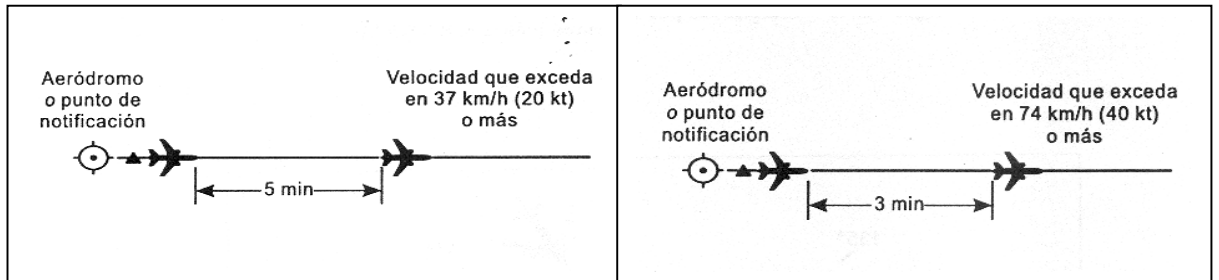 Aeródromo
o punto de
notificación
Velocidad que exceda
en 37 km/h (20 kt)
o más
5 min
Aeródromo
o punto de
notificación
Velocidad que exceda
en 74 km/h (40 kt)
o más
3 min